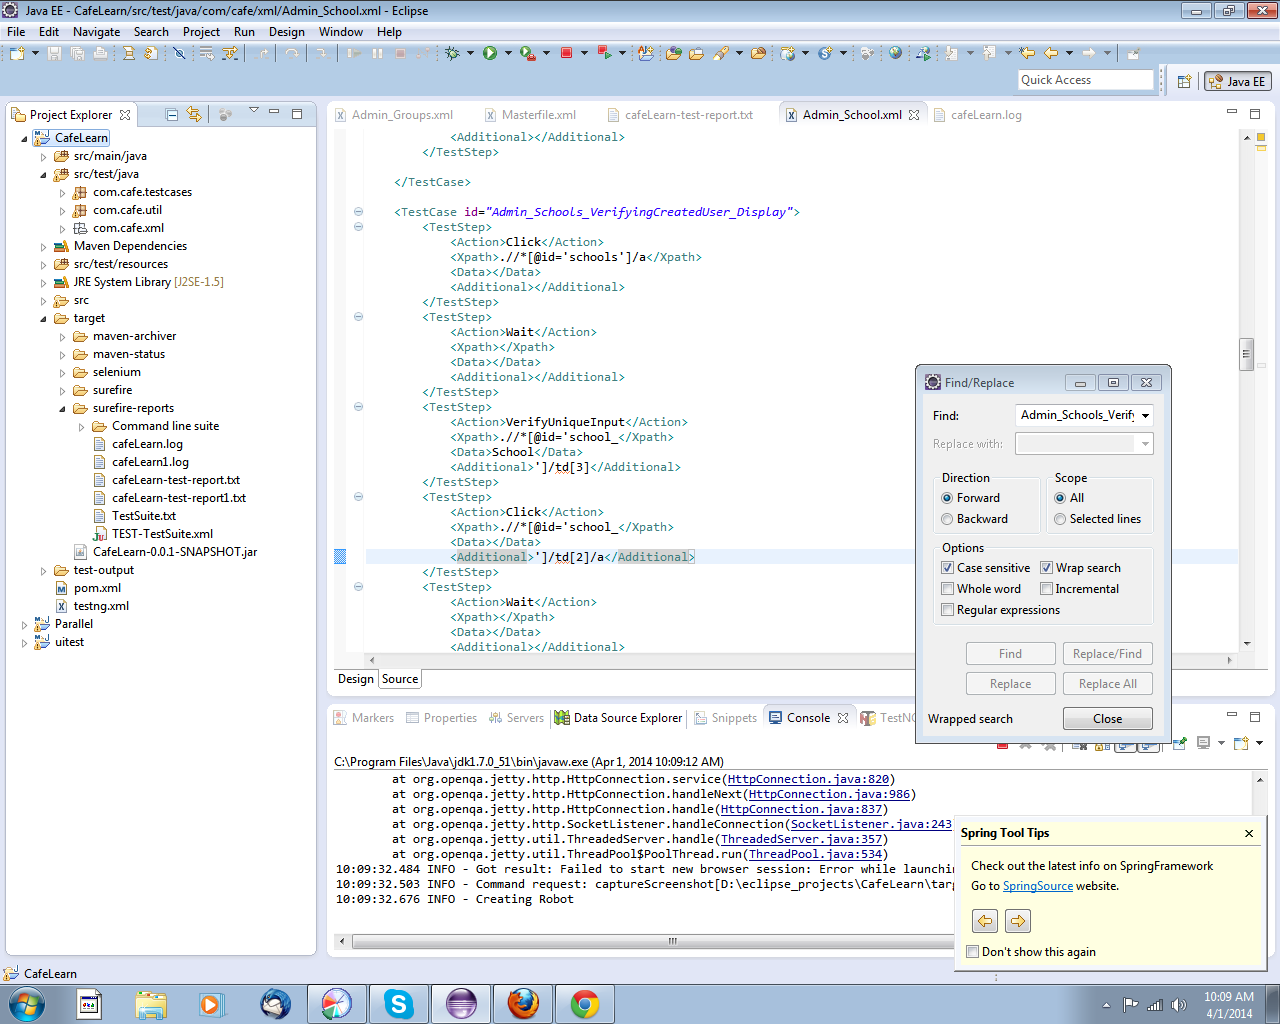 Java EE - CafeLearn/src/test/java/com/cafe/xml/Admin_School.xml - Eclipse
File Edit Navigate Search Project Run Design Window Help
Quick Access
Java EE
Project Explorer
CafeLearn
src/main/java
src/test/java
com.cafe.testcases
com.cafe.util
com.cafe.xml
Maven Dependencies
src/test/resources
JRE System Library [J2SE-1.5]
src
target
maven-archiver
maven-status
selenium
surefire
surefire-reports
Command line suite
cafeLearn.log
cafeLearn1.log
cafeLearn-test-report.txt
cafeLearn-test-report1.txt
TestSuite.txt
TEST-TestSuite.xml
CafeLearn-0.0.1-SNAPSHOT.jar
test-output
pom.xml
testng.xml
Parallel
uitest
Admin_Groups.xml Masterfile.xml cafeLearn-test-report.txt Admin_School.xml cafeLearn.log
<Additional></Additional>
</TestStep>
</TestCase>
<TestCase id="Admin_Schools_VerifyingCreatedUser_Display">
<TestStep>
<Action>Click</Action>
<Xpath>.//*[@id='schools']/a</Xpath>
<Data></Data>
<Additional></Additional>
</TestStep>
<TestStep>
<Action>Wait</Action>
<Xpath></Xpath>
<Data></Data>
<Additional></Additional>
</TestStep>
<TestStep>
<Action>VerifyUniqueInput</Action>
<Xpath>.//*[@id='school_</Xpath>
<Data>School</Data>
<Additional>']/td[3]</Additional>
</TestStep>
<TestStep>
<Action>Click</Action>
<Xpath>.//*[@id='school_</Xpath>
<Data></Data>
<Additional>']/td[2]/a</Additional>
</TestStep>
<TestStep>
<Action>Wait</Action>
<Xpath></Xpath>
<Data></Data>
<Additional></Additional>
Design Source
Find/Replace
Find: Admin_Schools_Verify
Replace with:
Direction Scope
Forward All
Backward Selected lines
Options
Case sensitive Wrap search
Whole word Incremental
Regular expressions
Find Replace/Find
Replace Replace All
Wrapped search Close
Markers Properties Servers Data Source Explorer Snippets Console TestNG
C:\Program Files\Java\jdk1.7.0_51\bin\javaw.exe (Apr 1, 2014 10:09:12 AM)
at org.openqa.jetty.http.HttpConnection.service(HttpConnection.java:820)
at org.openqa.jetty.http.HttpConnection.handleNext(HttpConnection.java:986)
at org.openqa.jetty.http.HttpConnection.handle(HttpConnection.java:837)
at org.openqa.jetty.http.SocketListener.handleConnection(SocketListener.java:243
at org.openqa.jetty.util.ThreadedServer.handle(ThreadedServer.java:357)
at org.openqa.jetty.util.ThreadPool$PoolThread.run(ThreadPool.java:534)
10:09:32.484 INFO - Got result: Failed to start new browser session: Error while launchin
10:09:32.503 INFO - Command request: captureScreenshot[D:\eclipse_projects\CafeLearn\targ
10:09:32.676 INFO - Creating Robot
Spring Tool Tips
Check out the latest info on SpringFramework
Go to SpringSource website.
Don't show this again
CafeLearn
10:09 AM
4/1/2014